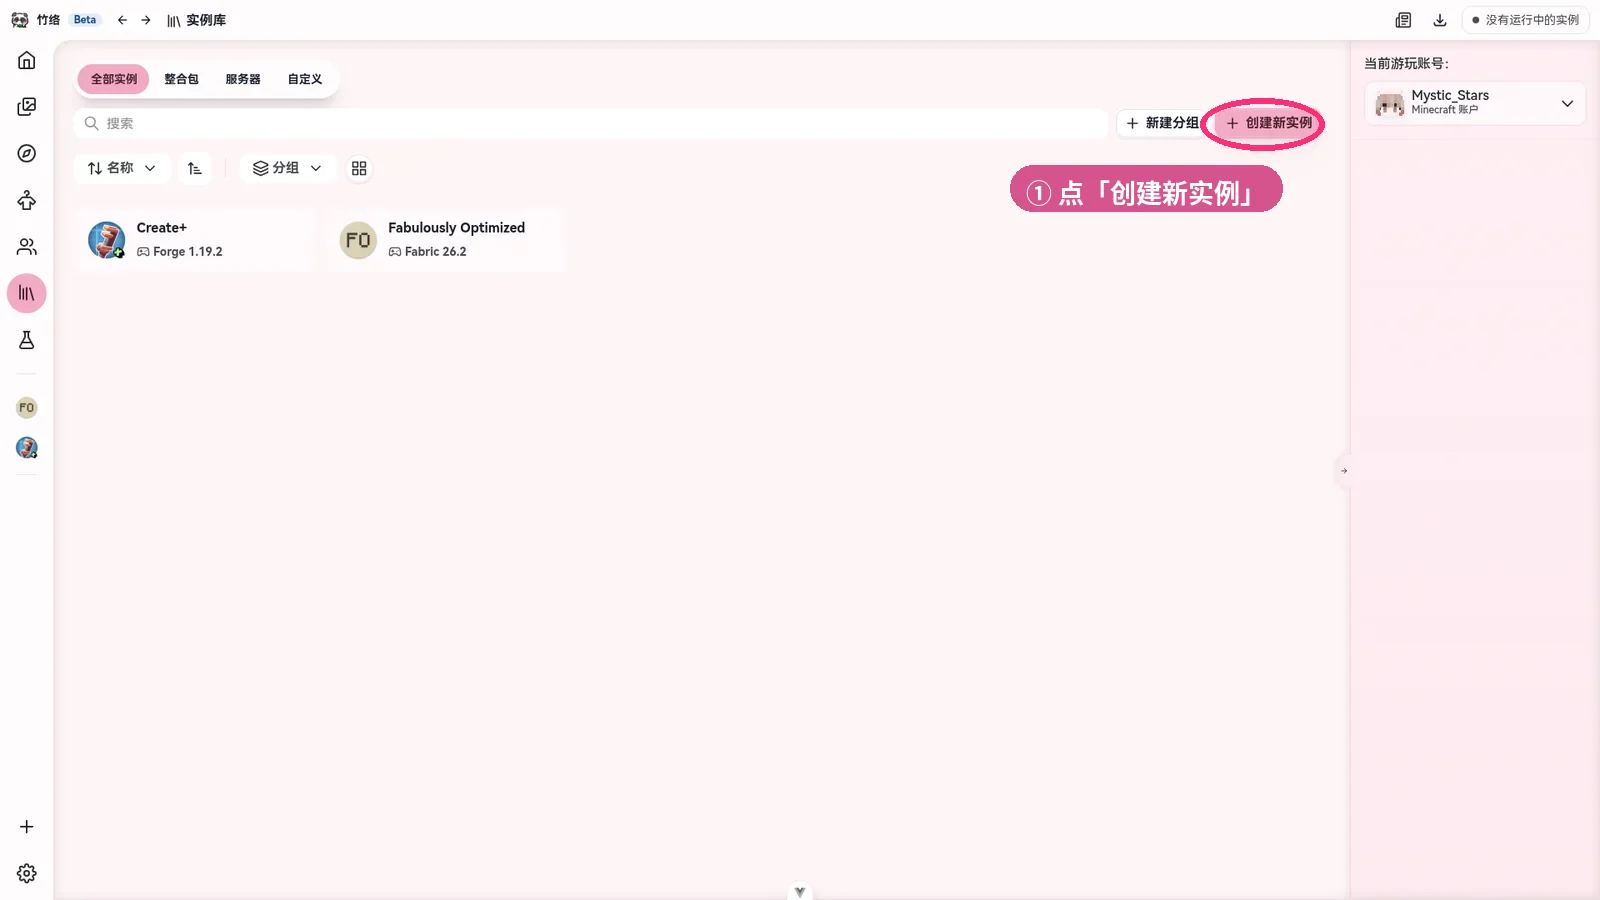 竹络 Beta 实例库 没有运行中的实例
全部实例 整合包 服务器 自定义
当前游玩账号：
Mystic_Stars
Minecraft 账户
搜索
新建分组 创建新实例
名称 分组
① 点「创建新实例」
Create+
Forge 1.19.2
FO
Fabulously Optimized
Fabric 26.2
FO